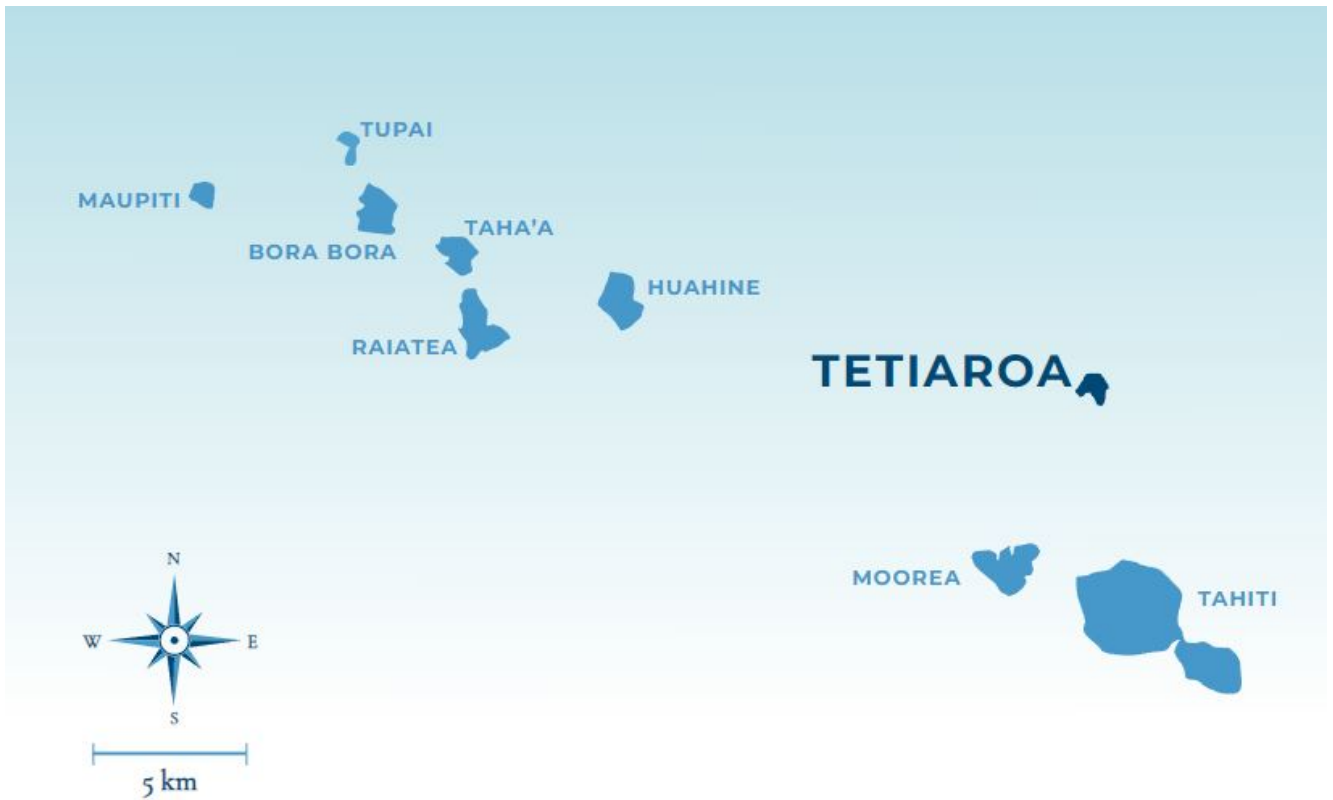 TUPAI
MAUPITI
TAHA'A
BORA BORA
HUAHINE
RAIATEA
TETIAROA
N
MOOREA
TAHITI
W
E
S
5 km